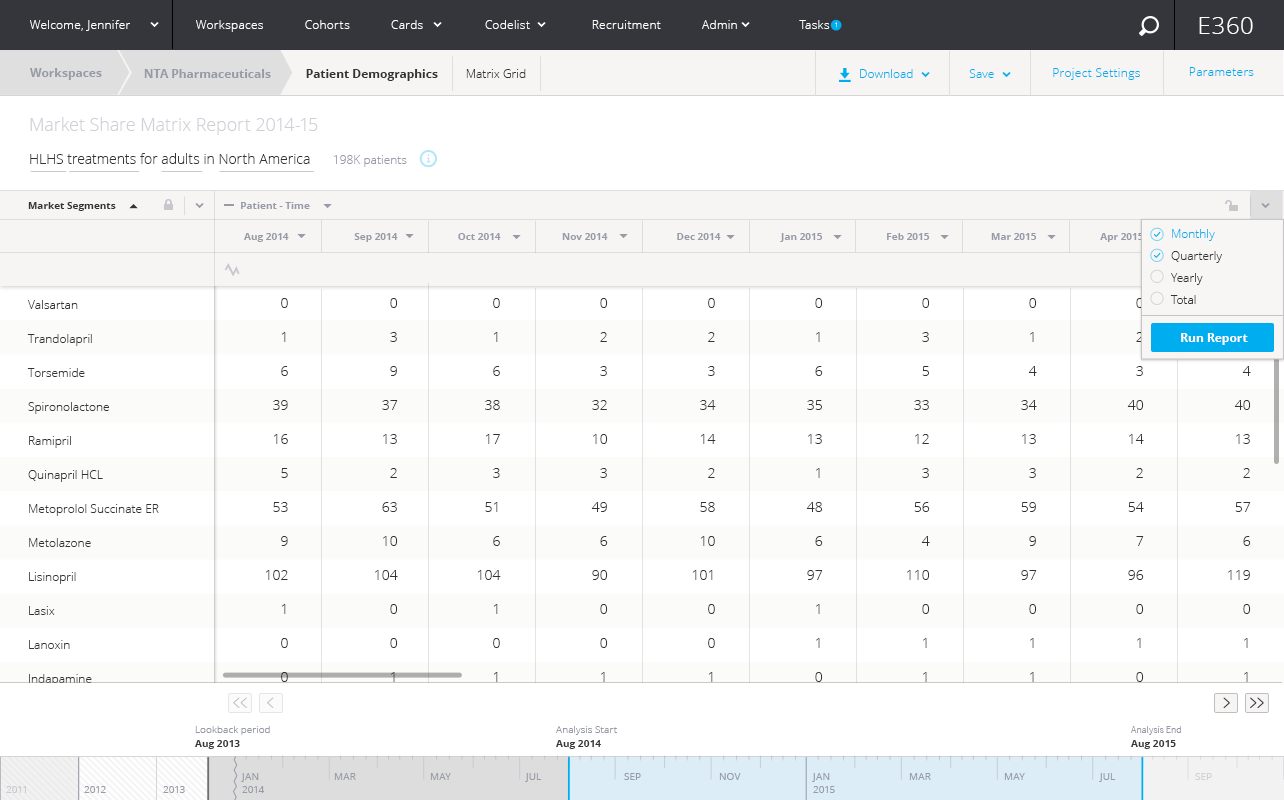 Welcome, Jennifer Workspaces Cohorts Cards Codelist Recruitment Admin Tasks 1 E360
Workspaces NTA Pharmaceuticals Patient Demographics Matrix Grid Download Save Project Settings Parameters
Market Share Matrix Report 2014-15
HLHS treatments for adults in North America 198K patients i
Market Segments Patient - Time
Aug 2014 Sep 2014 Oct 2014 Nov 2014 Dec 2014 Jan 2015 Feb 2015 Mar 2015 Apr 2015
Monthly
Quarterly
Yearly
Total
Run Report
Valsartan 0 0 0 0 0 0 0 0 0
Trandolapril 1 3 1 2 2 1 3 1 2
Torsemide 6 9 6 3 3 6 5 4 3 4
Spironolactone 39 37 38 32 34 35 33 34 40 40
Ramipril 16 13 17 10 14 13 12 13 14 13
Quinapril HCL 5 2 3 3 2 1 3 3 2 2
Metoprolol Succinate ER 53 63 51 49 58 48 56 59 54 57
Metolazone 9 10 6 6 10 6 4 9 7 6
Lisinopril 102 104 104 90 101 97 110 97 96 119
Lasix 1 0 1 0 0 1 0 0 0 0
Lanoxin 0 0 0 0 0 1 1 1 1 1
Indapamine 0 1 1 1 1 0 1 1 0 1
<< < > >>
Lookback period Analysis Start Analysis End
Aug 2013 Aug 2014 Aug 2015
JAN MAR MAY JUL SEP NOV JAN MAR MAY JUL SEP
2011 2012 2013 2014 2015